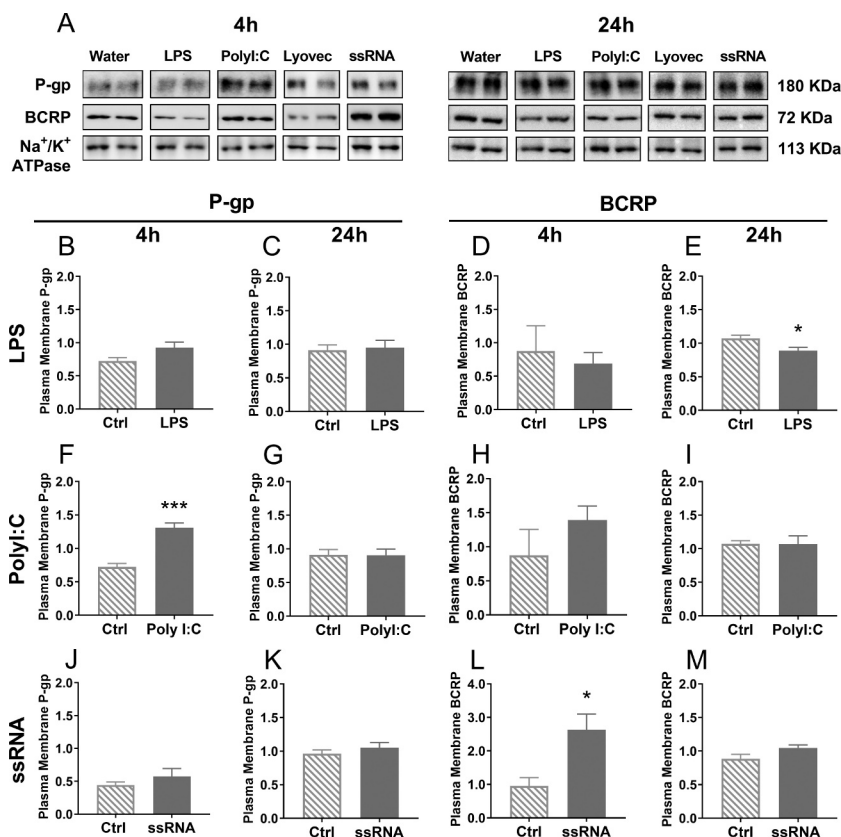 A
4h
24h
Water LPS PolyI:C Lyovec ssRNA
Water LPS PolyI:C Lyovec ssRNA
P-gp
180 KDa
BCRP
72 KDa
Na⁺/K⁺
ATPase
113 KDa
P-gp
BCRP
4h
24h
4h
24h
LPS
B
Plasma Membrane P-gp
2.0
1.5
1.0
0.5
0.0
Ctrl LPS
C
Plasma Membrane P-gp
2.0
1.5
1.0
0.5
0.0
Ctrl LPS
D
Plasma Membrane BCRP
2.0
1.5
1.0
0.5
0.0
Ctrl LPS
E
Plasma Membrane BCRP
2.0
1.5
1.0
0.5
0.0
*
Ctrl LPS
PolyI:C
F
Plasma Membrane P-gp
2.0
1.5
1.0
0.5
0.0
***
Ctrl Poly I:C
G
Plasma Membrane P-gp
2.0
1.5
1.0
0.5
0.0
Ctrl PolyI:C
H
Plasma Membrane BCRP
2.0
1.5
1.0
0.5
0.0
Ctrl Poly I:C
I
Plasma Membrane BCRP
2.0
1.5
1.0
0.5
0.0
Ctrl PolyI:C
ssRNA
J
Plasma Membrane P-gp
2.0
1.5
1.0
0.5
0.0
Ctrl ssRNA
K
Plasma Membrane P-gp
2.0
1.5
1.0
0.5
0.0
Ctrl ssRNA
L
Plasma Membrane BCRP
4.0
3.0
2.0
1.0
0.0
*
Ctrl ssRNA
M
Plasma Membrane BCRP
2.0
1.5
1.0
0.5
0.0
Ctrl ssRNA